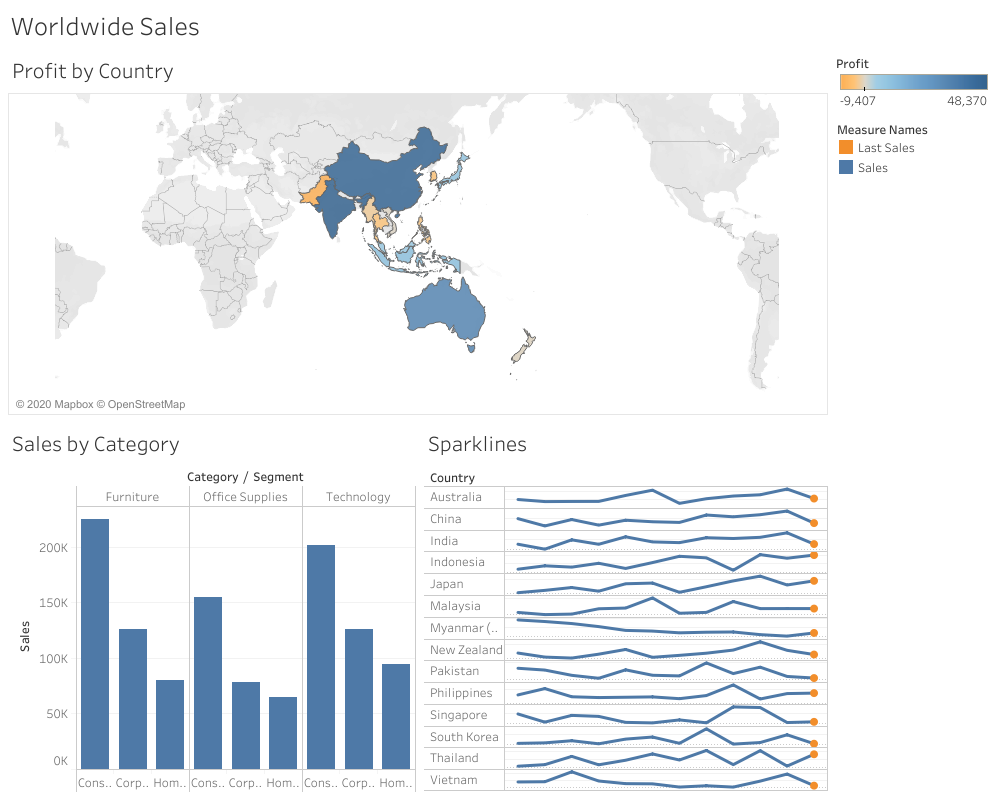 Worldwide Sales
Profit by Country
© 2020 Mapbox © OpenStreetMap
Profit
-9,407 48,370
Measure Names
Last Sales
Sales
Sales by Category
Category / Segment
Furniture Office Supplies Technology
Sales
200K
150K
100K
50K
0K
Cons.. Corp.. Hom.. Cons.. Corp.. Hom.. Cons.. Corp.. Hom..
Sparklines
Country
Australia
China
India
Indonesia
Japan
Malaysia
Myanmar (..
New Zealand
Pakistan
Philippines
Singapore
South Korea
Thailand
Vietnam